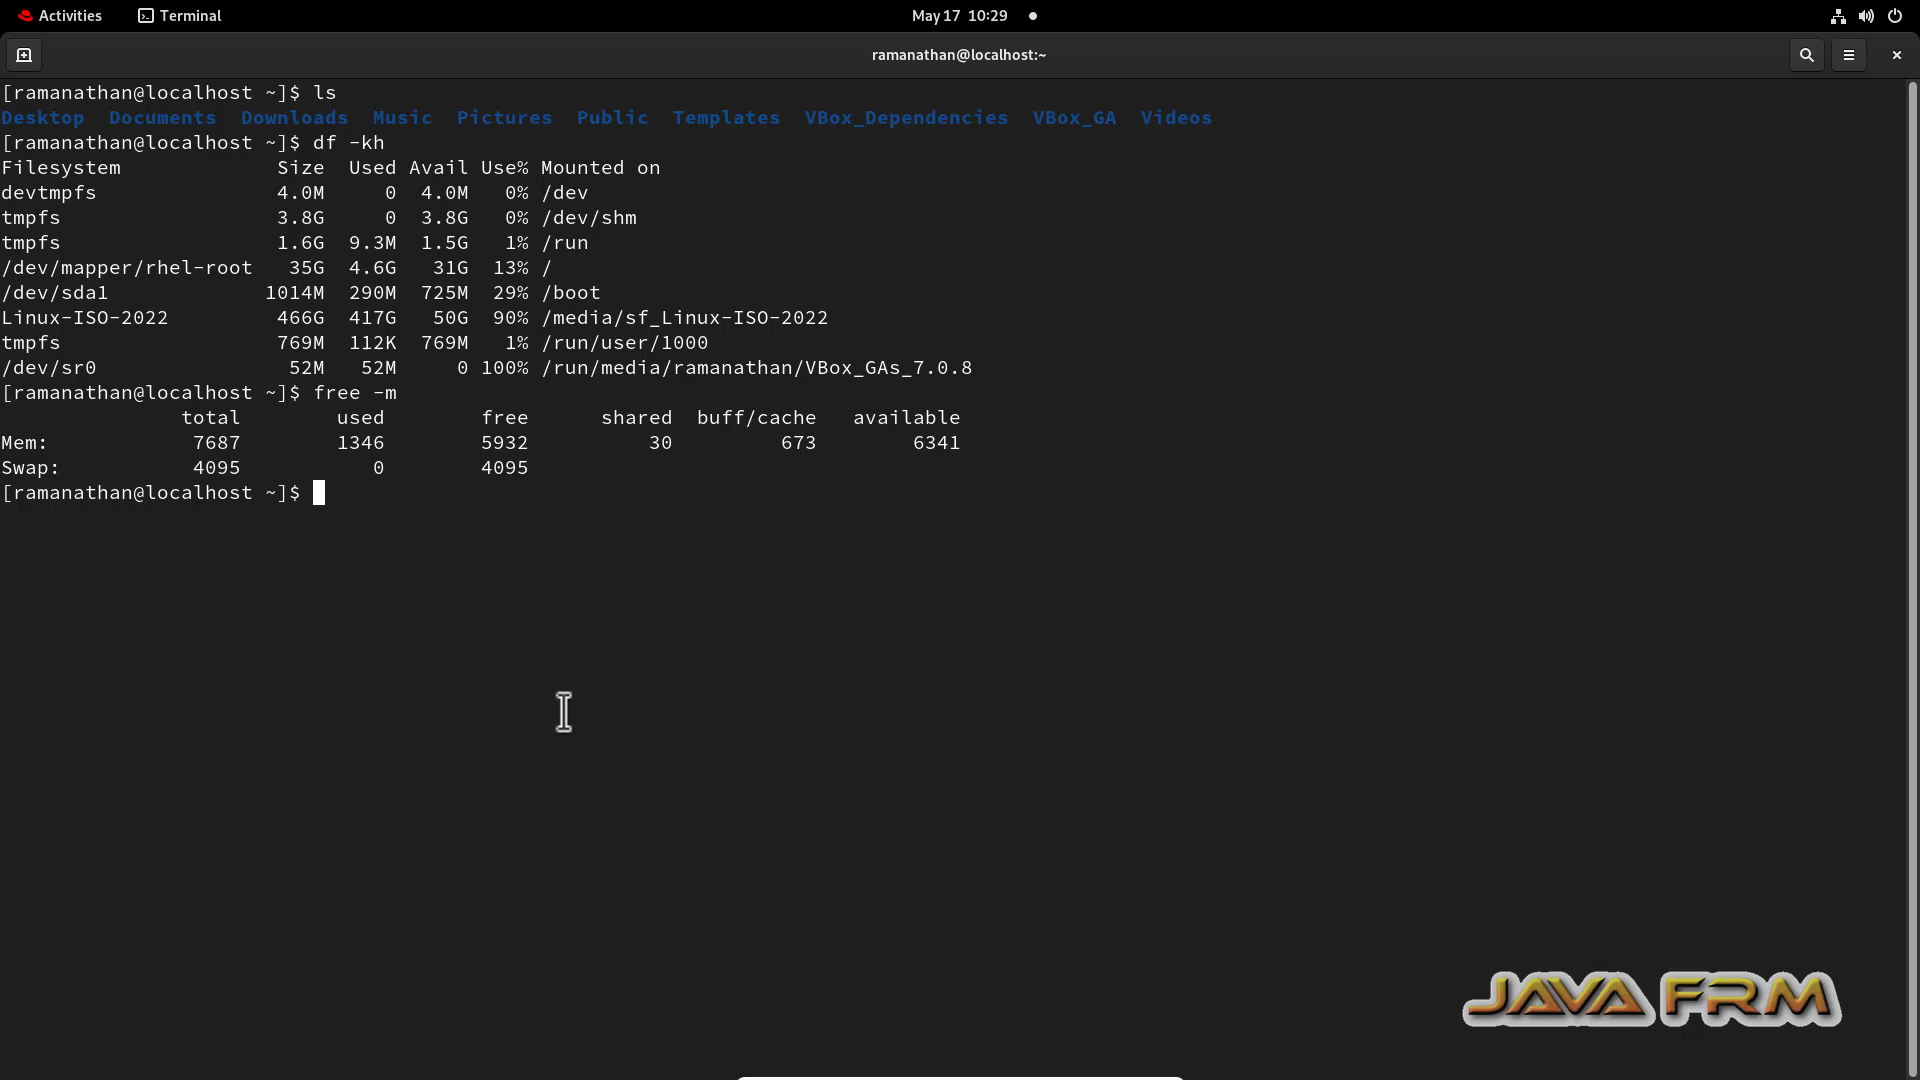 Activities Terminal May 17 10:29
ramanathan@localhost:~
[ramanathan@localhost ~]$ ls
Desktop Documents Downloads Music Pictures Public Templates VBox_Dependencies VBox_GA Videos
[ramanathan@localhost ~]$ df -kh
Filesystem Size Used Avail Use% Mounted on
devtmpfs 4.0M 0 4.0M 0% /dev
tmpfs 3.8G 0 3.8G 0% /dev/shm
tmpfs 1.6G 9.3M 1.5G 1% /run
/dev/mapper/rhel-root 35G 4.6G 31G 13% /
/dev/sda1 1014M 290M 725M 29% /boot
Linux-ISO-2022 466G 417G 50G 90% /media/sf_Linux-ISO-2022
tmpfs 769M 112K 769M 1% /run/user/1000
/dev/sr0 52M 52M 0 100% /run/media/ramanathan/VBox_GAs_7.0.8
[ramanathan@localhost ~]$ free -m
total used free shared buff/cache available
Mem: 7687 1346 5932 30 673 6341
Swap: 4095 0 4095
[ramanathan@localhost ~]$
JAVA FRM